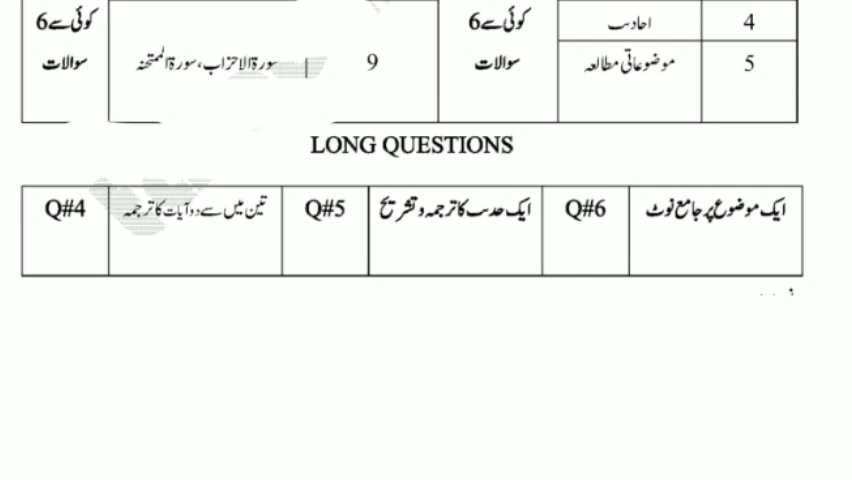 کوئی سے 6 کوئی سے 6 احادیث 4
سوالات سورۃ الاحزاب، سورۃ الممتحنہ 9 سوالات موضوعاتی مطالعہ 5
LONG QUESTIONS
Q#4 تین میں سے دو آیات کا ترجمہ Q#5 ایک حدیث کا ترجمہ و تشریح Q#6 ایک موضوع پر جامع نوٹ